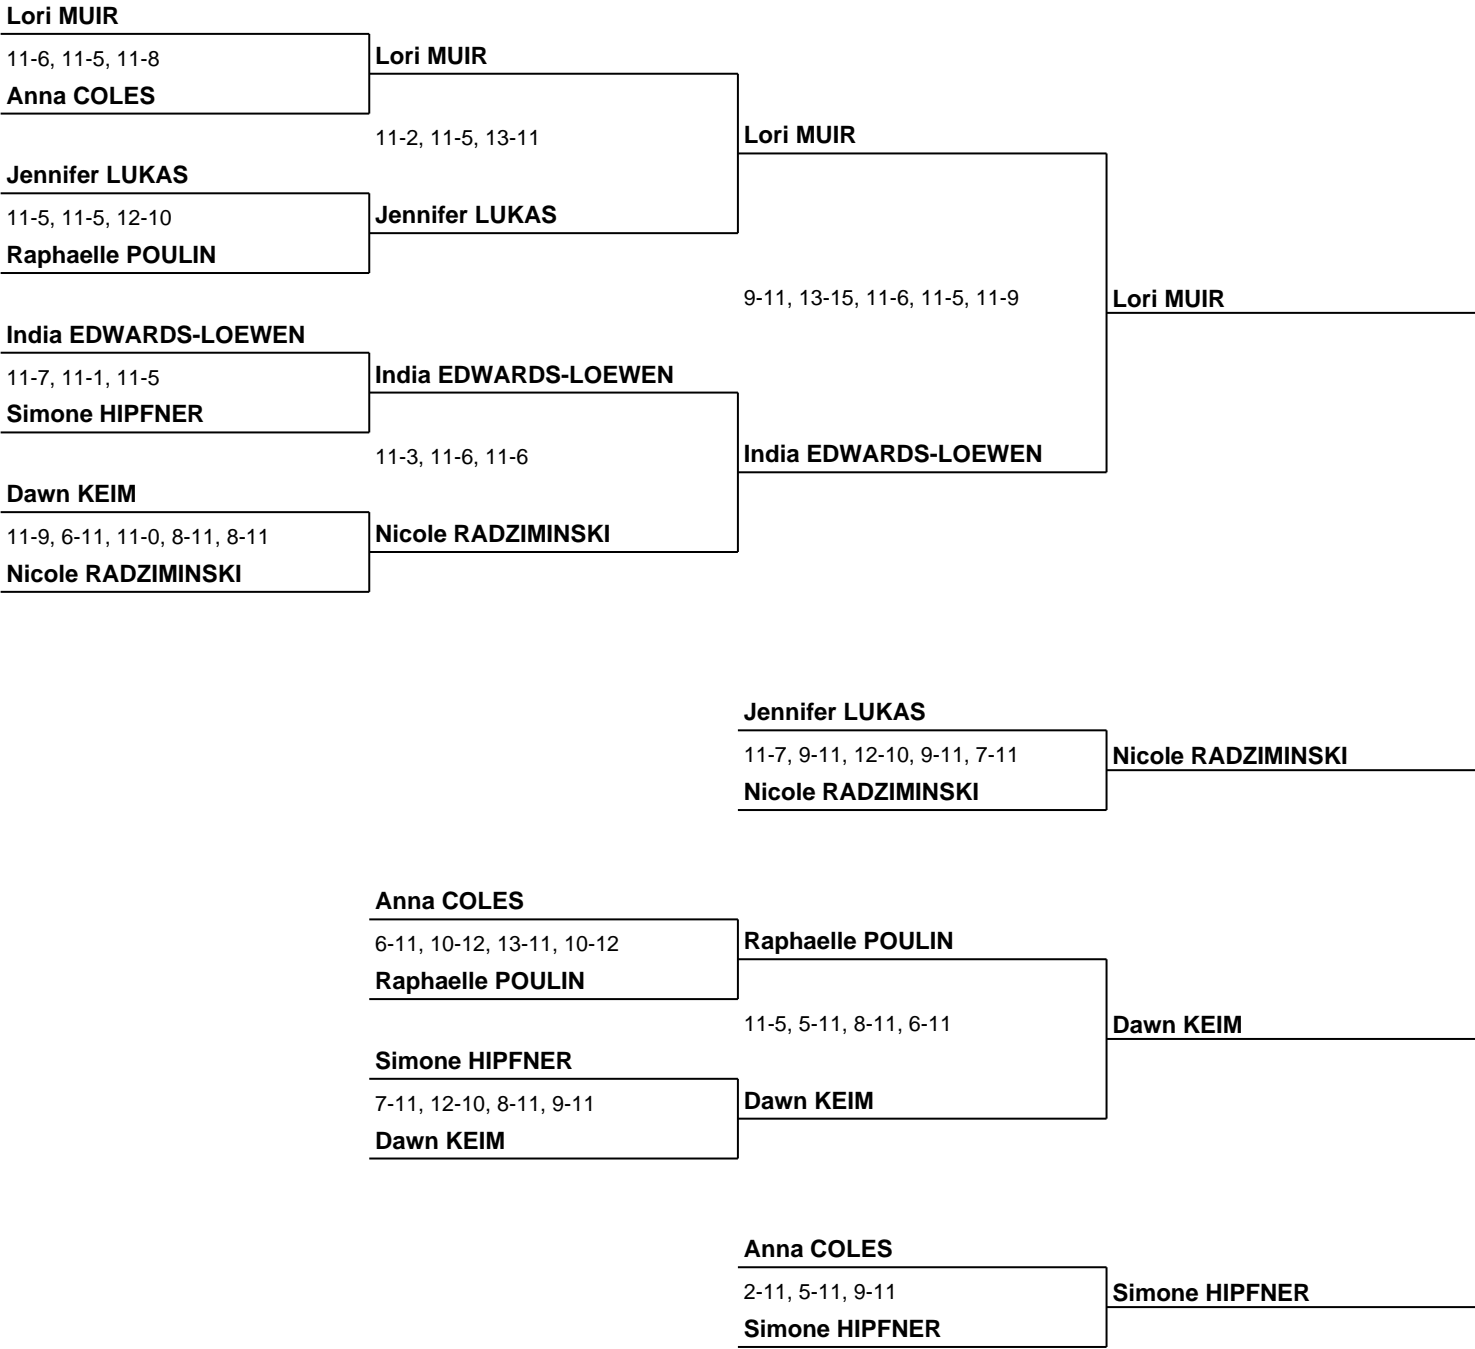 Lori MUIR
11-6, 11-5, 11-8
Lori MUIR
Anna COLES
11-2, 11-5, 13-11
Lori MUIR
Jennifer LUKAS
11-5, 11-5, 12-10
Jennifer LUKAS
Raphaelle POULIN
9-11, 13-15, 11-6, 11-5, 11-9
Lori MUIR
India EDWARDS-LOEWEN
11-7, 11-1, 11-5
India EDWARDS-LOEWEN
Simone HIPFNER
11-3, 11-6, 11-6
India EDWARDS-LOEWEN
Dawn KEIM
11-9, 6-11, 11-0, 8-11, 8-11
Nicole RADZIMINSKI
Nicole RADZIMINSKI
Jennifer LUKAS
11-7, 9-11, 12-10, 9-11, 7-11
Nicole RADZIMINSKI
Nicole RADZIMINSKI
Anna COLES
6-11, 10-12, 13-11, 10-12
Raphaelle POULIN
Raphaelle POULIN
11-5, 5-11, 8-11, 6-11
Dawn KEIM
Simone HIPFNER
7-11, 12-10, 8-11, 9-11
Dawn KEIM
Dawn KEIM
Anna COLES
2-11, 5-11, 9-11
Simone HIPFNER
Simone HIPFNER